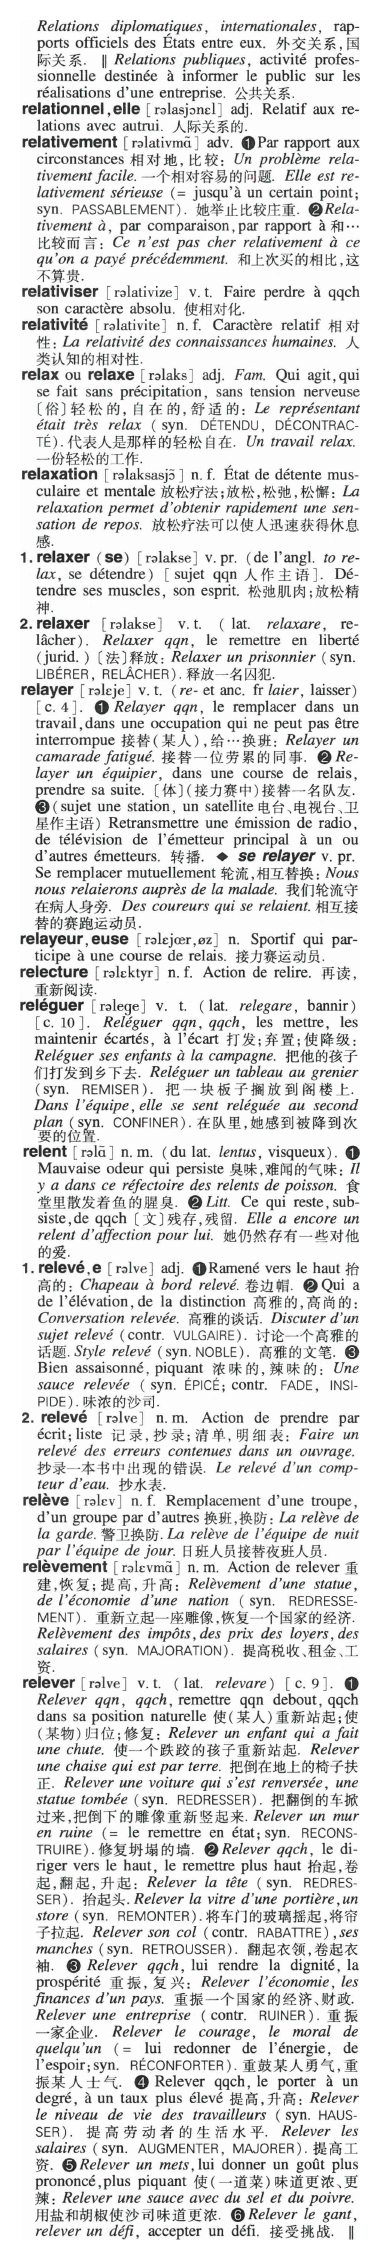 Relations diplomatiques, internationales, rap-
ports officiels des États entre eux. 外交关系,国
际关系. ‖ Relations publiques, activité profes-
sionnelle destinée à informer le public sur les
réalisations d'une entreprise. 公共关系.
relationnel,elle [rəlasjɔnɛl] adj. Relatif aux re-
lations avec autrui. 人际关系的.
relativement [rəlativmɑ̃] adv. ❶Par rapport aux
circonstances 相对地,比较: Un problème rela-
tivement facile. 一个相对容易的问题. Elle est re-
lativement sérieuse (= jusqu'à un certain point;
syn. PASSABLEMENT). 她举止比较庄重. ❷Rela-
tivement à, par comparaison,par rapport à 和…
比较而言: Ce n'est pas cher relativement à ce
qu'on a payé précédemment. 和上次买的相比,这
不算贵.
relativiser [rəlativize] v.t. Faire perdre à qqch
son caractère absolu. 使相对化.
relativité [rəlativite] n.f. Caractère relatif 相对
性: La relativité des connaissances humaines. 人
类认知的相对性.
relax ou relaxe [rəlaks] adj. Fam. Qui agit,qui
se fait sans précipitation, sans tension nerveuse
〔俗〕轻松的,自在的,舒适的: Le représentant
était très relax (syn. DÉTENDU, DÉCONTRAC-
TÉ).代表人是那样的轻松自在. Un travail relax.
一份轻松的工作.
relaxation [rəlaksasjɔ̃] n.f. État de détente mus-
culaire et mentale 放松疗法;放松,松弛,松懈: La
relaxation permet d'obtenir rapidement une sen-
sation de repos. 放松疗法可以使人迅速获得休息
感.
1. relaxer (se) [rəlakse] v.pr. (de l'angl. to re-
lax, se détendre) [sujet qqn 人作主语]. Dé-
tendre ses muscles, son esprit. 松弛肌肉;放松精
神.
2. relaxer [rəlakse] v.t. (lat. relaxare, re-
lâcher). Relaxer qqn, le remettre en liberté
(jurid.) 〔法〕释放: Relaxer un prisonnier (syn.
LIBÉRER, RELÂCHER). 释放一名囚犯.
relayer [rəlɛje] v.t. (re- et anc. fr laier, laisser)
[c. 4]. ❶ Relayer qqn, le remplacer dans un
travail,dans une occupation qui ne peut pas être
interrompue 接替(某人),给…换班: Relayer un
camarade fatigué. 接替一位劳累的同事. ❷Re-
layer un équipier, dans une course de relais,
prendre sa suite. 〔体〕(接力赛中)接替一名队友.
❸(sujet une station, un satellite 电台、电视台、卫
星作主语) Retransmettre une émission de radio,
de télévision de l'émetteur principal à un ou
d'autres émetteurs. 转播. ◆ se relayer v. pr.
Se remplacer mutuellement 轮流,相互替换: Nous
nous relaierons auprès de la malade. 我们轮流守
在病人身旁. Des coureurs qui se relaient.相互接
替的赛跑运动员.
relayeur,euse [rəlɛjœr,øz] n. Sportif qui par-
ticipe à une course de relais. 接力赛运动员.
relecture [rəlɛktyr] n.f. Action de relire. 再读,
重新阅读.
reléguer [rəlege] v. t. (lat. relegare, bannir)
[c. 10]. Reléguer qqn, qqch, les mettre, les
maintenir écartés, à l'écart 打发;弃置;使降级:
Reléguer ses enfants à la campagne. 把他的孩子
们打发到乡下去. Reléguer un tableau au grenier
(syn. REMISER). 把一块板子搁放到阁楼上.
Dans l'équipe,elle se sent reléguée au second
plan (syn. CONFINER).在队里,她感到被降到次
要的位置.
relent [rəlɑ̃] n.m. (du lat. lentus, visqueux). ❶
Mauvaise odeur qui persiste 臭味,难闻的气味: Il
y a dans ce réfectoire des relents de poisson. 食
堂里散发着鱼的腥臭. ❷Litt. Ce qui reste,sub-
siste,de qqch 〔文〕残存,残留. Elle a encore un
relent d'affection pour lui. 她仍然存有一些对他
的爱.
1. relevé,e [rəlve] adj. ❶Ramené vers le haut 抬
高的: Chapeau à bord relevé. 卷边帽. ❷Qui a
de l'élévation,de la distinction 高雅的,高尚的:
Conversation relevée. 高雅的谈话. Discuter d'un
sujet relevé (contr. VULGAIRE). 讨论一个高雅的
话题. Style relevé (syn. NOBLE). 高雅的文笔. ❸
Bien assaisonné, piquant 浓味的,辣味的: Une
sauce relevée (syn. ÉPICÉ; contr. FADE, INSI-
PIDE).味浓的沙司.
2. relevé [rəlve] n.m. Action de prendre par
écrit;liste 记录,抄录;清单,明细表: Faire un
relevé des erreurs contenues dans un ouvrage.
抄录一本书中出现的错误. Le relevé d'un comp-
teur d'eau. 抄水表.
relève [rəlɛv] n.f. Remplacement d'une troupe,
d'un groupe par d'autres 换班,换防: La relève de
la garde. 警卫换防. La relève de l'équipe de nuit
par l'équipe de jour. 日班人员接替夜班人员.
relèvement [rəlɛvmɑ̃] n.m. Action de relever 重
建,恢复;提高,升高: Relèvement d'une statue,
de l'économie d'une nation (syn. REDRESSE-
MENT). 重新立起一座雕像,恢复一个国家的经济.
Relèvement des impôts,des prix des loyers,des
salaires (syn. MAJORATION). 提高税收、租金、工
资.
relever [rəlve] v.t. (lat. relevare) [c. 9]. ❶
Relever qqn, qqch, remettre qqn debout, qqch
dans sa position naturelle 使(某人)重新站起;使
(某物)归位;修复: Relever un enfant qui a fait
une chute. 使一个跌跤的孩子重新站起. Relever
une chaise qui est par terre. 把倒在地上的椅子扶
正. Relever une voiture qui s'est renversée, une
statue tombée (syn. REDRESSER). 把翻倒的车掀
过来,把倒下的雕像重新竖起来. Relever un mur
en ruine (= le remettre en état; syn. RECONS-
TRUIRE).修复坍塌的墙. ❷Relever qqch, le di-
riger vers le haut, le remettre plus haut 抬起,卷
起,翻起,升起: Relever la tête (syn. REDRES-
SER). 抬起头. Relever la vitre d'une portière,un
store (syn. REMONTER).将车门的玻璃摇起,将帘
子拉起. Relever son col (contr. RABATTRE),ses
manches (syn. RETROUSSER). 翻起衣领,卷起衣
袖. ❸ Relever qqch, lui rendre la dignité, la
prospérité 重振,复兴: Relever l'économie, les
finances d'un pays. 重振一个国家的经济、财政.
Relever une entreprise (contr. RUINER). 重振
一家企业. Relever le courage, le moral de
quelqu'un (= lui redonner de l'énergie, de
l'espoir;syn. RÉCONFORTER).重鼓某人勇气,重
振某人士气. ❹ Relever qqch, le porter à un
degré, à un taux plus élevé 提高,升高: Relever
le niveau de vie des travailleurs (syn. HAUS-
SER). 提高劳动者的生活水平. Relever les
salaires (syn. AUGMENTER, MAJORER).提高工
资. ❺Relever un mets,lui donner un goût plus
prononcé,plus piquant 使(一道菜)味道更浓、更
辣: Relever une sauce avec du sel et du poivre.
用盐和胡椒使沙司味道更浓. ❻Relever le gant,
relever un défi, accepter un défi. 接受挑战. ‖